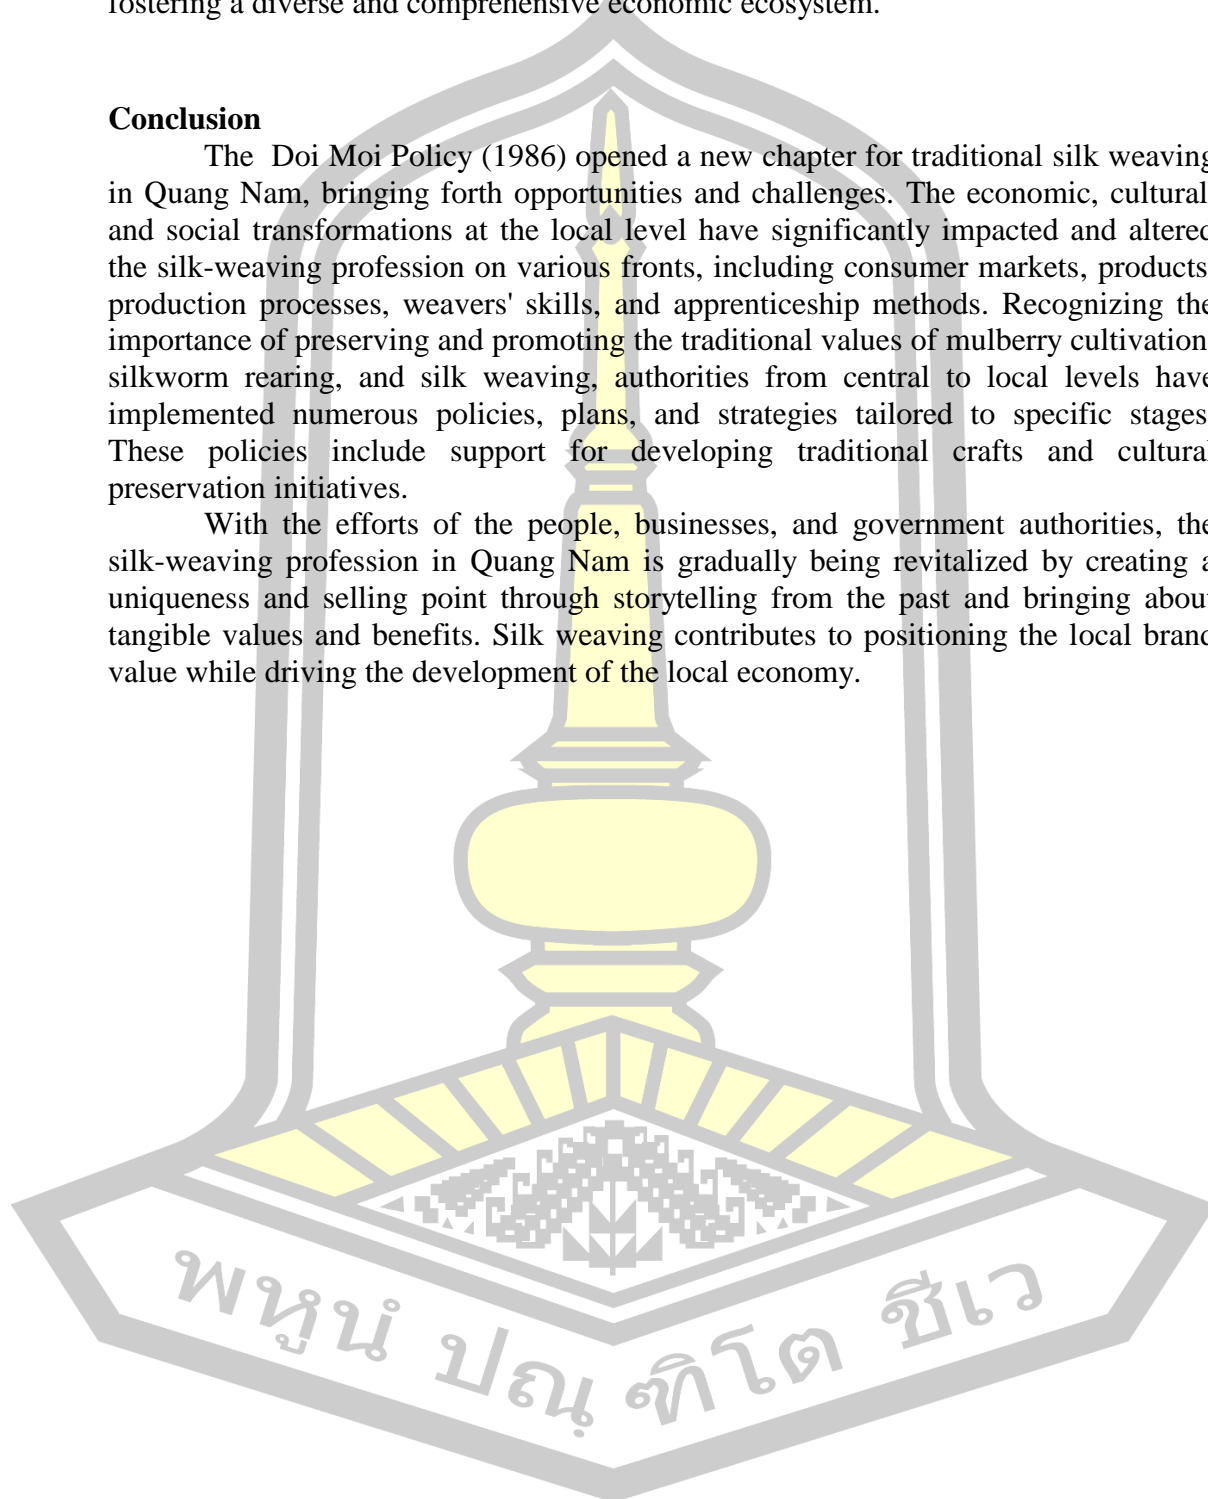 fostering a diverse and comprehensive economic ecosystem.
Conclusion
The Doi Moi Policy (1986) opened a new chapter for traditional silk weaving
in Quang Nam, bringing forth opportunities and challenges. The economic, cultural
and social transformations at the local level have significantly impacted and altered
the silk-weaving profession on various fronts, including consumer markets, products
production processes, weavers' skills, and apprenticeship methods. Recognizing the
importance of preserving and promoting the traditional values of mulberry cultivation
silkworm rearing, and silk weaving, authorities from central to local levels have
implemented numerous policies, plans, and strategies tailored to specific stages
These policies include support for developing traditional crafts and cultural
preservation initiatives.
With the efforts of the people, businesses, and government authorities, the
silk-weaving profession in Quang Nam is gradually being revitalized by creating a
uniqueness and selling point through storytelling from the past and bringing about
tangible values and benefits. Silk weaving contributes to positioning the local brand
value while driving the development of the local economy.
พหูนํ ปณฺฑิโต ชีเว